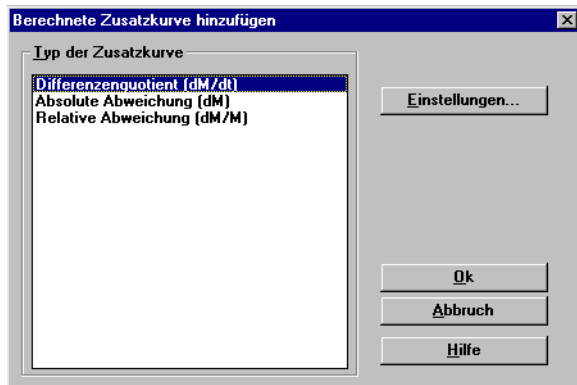 Berechnete Zusatzkurve hinzufügen
Typ der Zusatzkurve
Differenzenquotient (dM/dt)
Absolute Abweichung (dM)
Relative Abweichung (dM/M)
Einstellungen...
Ok
Abbruch
Hilfe